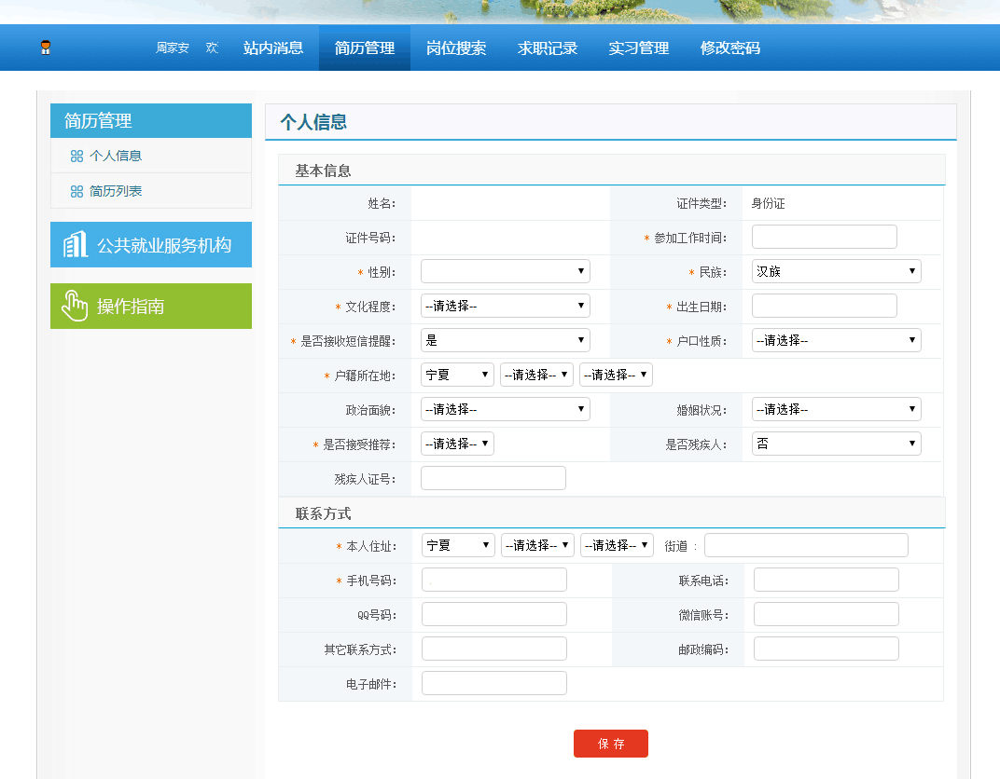 周家安 欢 站内消息 简历管理 岗位搜索 求职记录 实习管理 修改密码
简历管理
个人信息
简历列表
公共就业服务机构
操作指南
个人信息
基本信息
姓名： 证件类型： 身份证
证件号码： * 参加工作时间：
* 性别： * 民族： 汉族
* 文化程度： --请选择-- * 出生日期：
* 是否接收短信提醒： 是 * 户口性质： --请选择--
* 户籍所在地： 宁夏 --请选择-- --请选择--
政治面貌： --请选择-- 婚姻状况： --请选择--
* 是否接受推荐： --请选择-- 是否残疾人： 否
残疾人证号：
联系方式
* 本人住址： 宁夏 --请选择-- --请选择-- 街道 :
* 手机号码： 联系电话：
QQ号码： 微信账号：
其它联系方式： 邮政编码：
电子邮件：
保 存